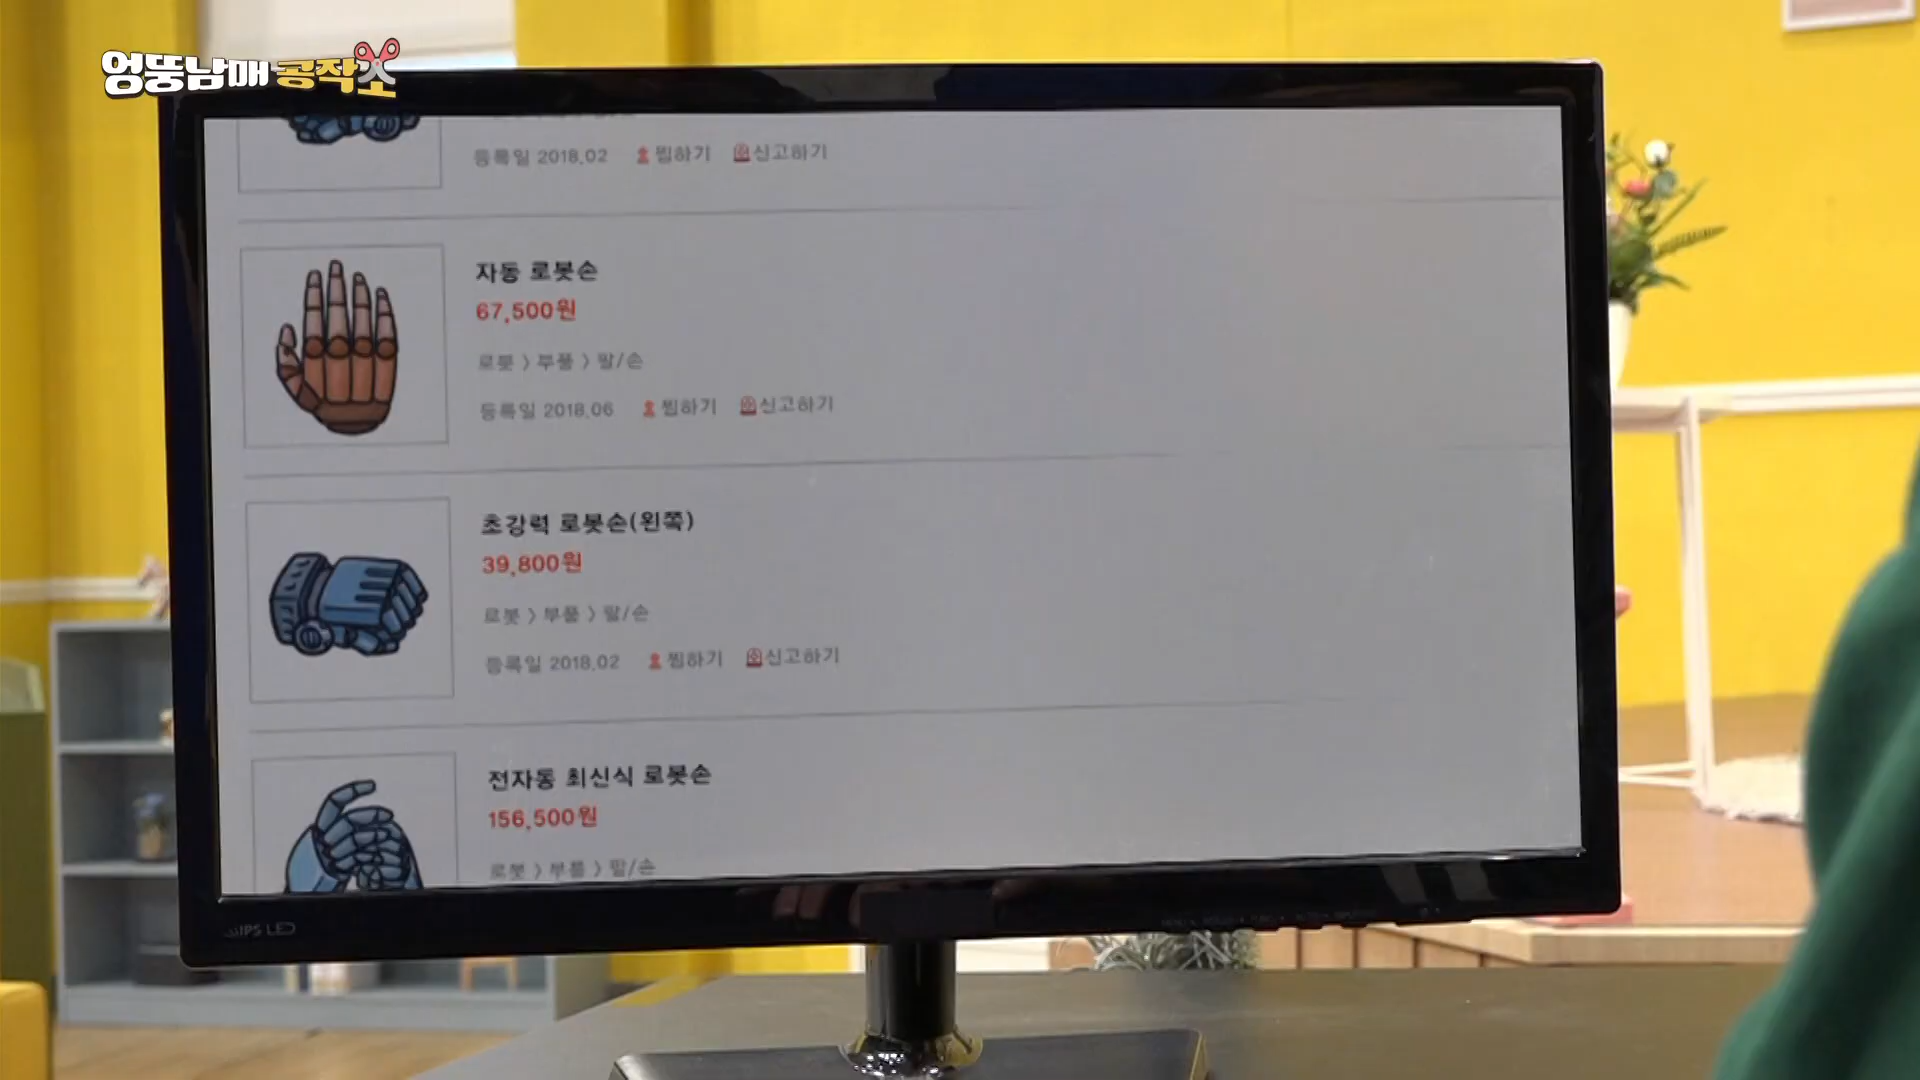 엉뚱남매 공작소
등록일 2018.02 찜하기 신고하기
자동 로봇손
67,500원
로봇 > 부품 > 팔/손
등록일 2018.06 찜하기 신고하기
초강력 로봇손(왼쪽)
39,800원
로봇 > 부품 > 팔/손
등록일 2018.02 찜하기 신고하기
전자동 최신식 로봇손
156,500원
로봇 > 부품 > 팔/손
IPS LED